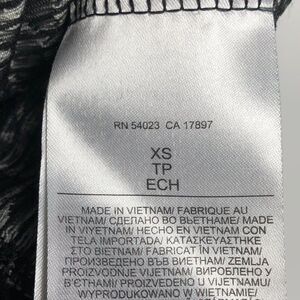 RN 54023 CA 17897
XS
TP
ECH
MADE IN VIETNAM/ FABRIQUE AU
VIETNAM/ СДЕЛАНО ВО ВЬЕТНАМЕ/ MADE
IN VIYETNAM/ HECHO EN VIETNAM CON
TELA IMPORTADA/ ΚΑΤΑΣΚΕΥΑΣΤΗΚΕ
ΣΤΟ ΒΙΕΤΝΑΜ/ FABRICAT ÎN VIETNAM/
ПРОИЗВЕДЕНО ВЪВ ВИЕТНАМ/ ZEMLJA
PROIZVODNJE VIJETNAM/ ВИРОБЛЕНО У
В'ЄТНАМІ/ PROIZVEDENO U VIJETNAMU/
WYPRODUKOWANO W WIETNAMIE/